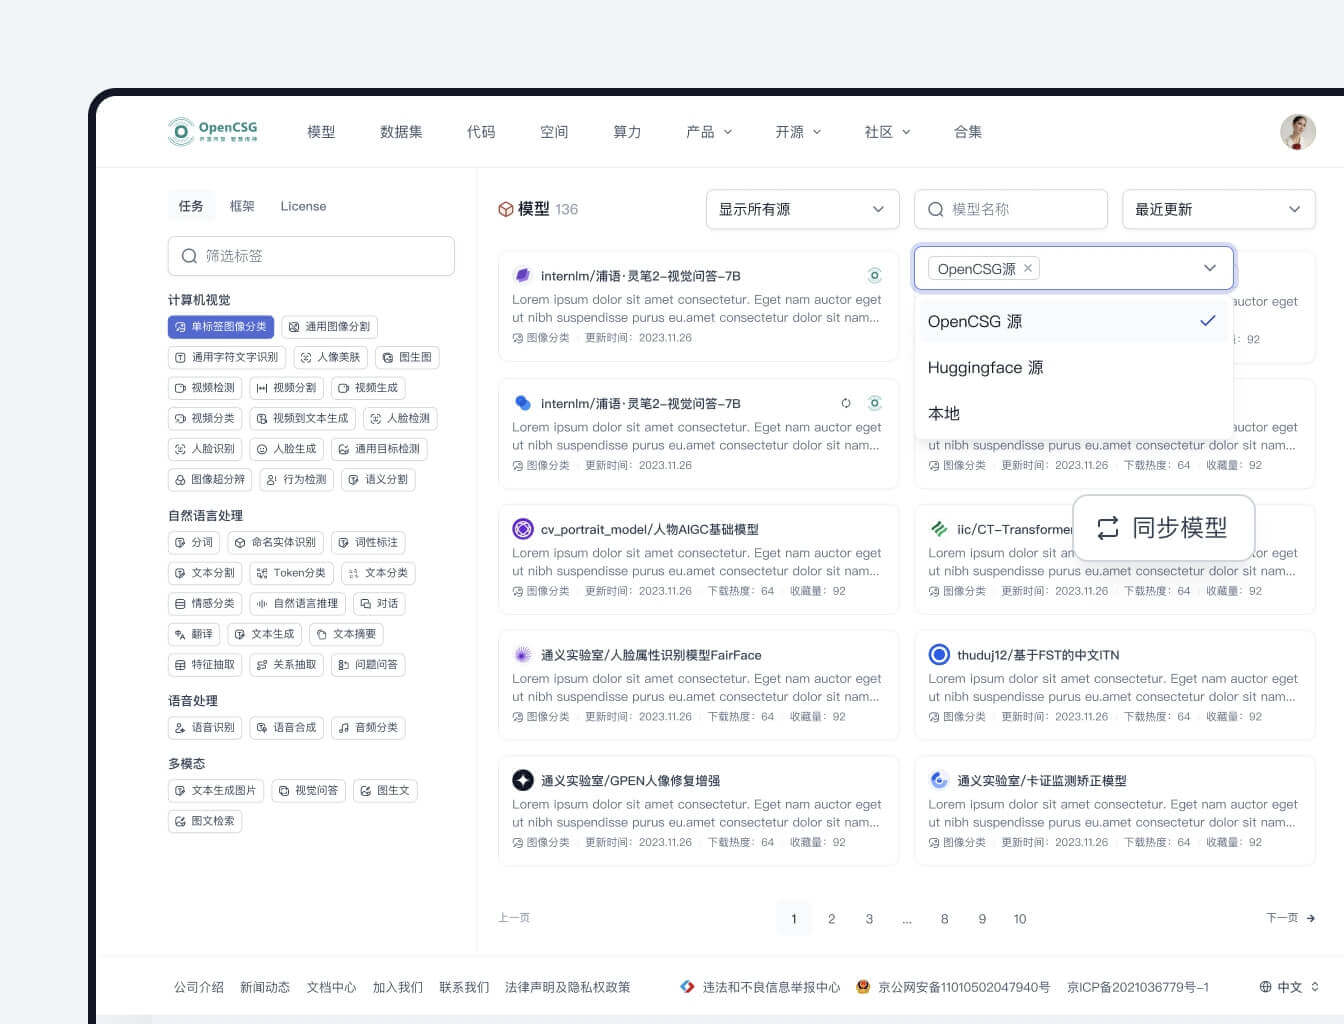 OpenCSG
模型 数据集 代码 空间 算力 产品 开源 社区 合集
任务 框架 License
筛选标签
计算机视觉
单标签图像分类 通用图像分割
通用字符文字识别 人像美肤 图生图
视频检测 视频分割 视频生成
视频分类 视频到文本生成 人脸检测
人脸识别 人脸生成 通用目标检测
图像超分辨 行为检测 语义分割
自然语言处理
分词 命名实体识别 词性标注
文本分割 Token分类 文本分类
情感分类 自然语言推理 对话
翻译 文本生成 文本摘要
特征抽取 关系抽取 问题问答
语音处理
语音识别 语音合成 音频分类
多模态
文本生成图片 视觉问答 图生文
图文检索
模型 136 显示所有源 模型名称 最近更新
internlm/浦语·灵笔2-视觉问答-7B
Lorem ipsum dolor sit amet consectetur. Eget nam auctor eget
ut nibh suspendisse purus eu.amet consectetur dolor sit nam...
图像分类 更新时间：2023.11.26
OpenCSG源 ×
OpenCSG 源
Huggingface 源
本地
auctor eget
sit nam...
92
internlm/浦语·灵笔2-视觉问答-7B
Lorem ipsum dolor sit amet consectetur. Eget nam auctor eget
ut nibh suspendisse purus eu.amet consectetur dolor sit nam...
图像分类 更新时间：2023.11.26
auctor eget
ut nibh suspendisse purus eu.amet consectetur dolor sit nam...
图像分类 更新时间：2023.11.26 下载热度：64 收藏量：92
cv_portrait_model/人物AIGC基础模型
Lorem ipsum dolor sit amet consectetur. Eget nam auctor eget
ut nibh suspendisse purus eu.amet consectetur dolor sit nam...
图像分类 更新时间：2023.11.26 下载热度：64 收藏量：92
iic/CT-Transformer
同步模型
Lorem ipsum dolor sit am
tor eget
ut nibh suspendisse purus eu.amet consectetur dolor sit nam...
图像分类 更新时间：2023.11.26 下载热度：64 收藏量：92
通义实验室/人脸属性识别模型FairFace
Lorem ipsum dolor sit amet consectetur. Eget nam auctor eget
ut nibh suspendisse purus eu.amet consectetur dolor sit nam...
图像分类 更新时间：2023.11.26 下载热度：64 收藏量：92
thuduj12/基于FST的中文ITN
Lorem ipsum dolor sit amet consectetur. Eget nam auctor eget
ut nibh suspendisse purus eu.amet consectetur dolor sit nam...
图像分类 更新时间：2023.11.26 下载热度：64 收藏量：92
通义实验室/GPEN人像修复增强
Lorem ipsum dolor sit amet consectetur. Eget nam auctor eget
ut nibh suspendisse purus eu.amet consectetur dolor sit nam...
图像分类 更新时间：2023.11.26 下载热度：64 收藏量：92
通义实验室/卡证监测矫正模型
Lorem ipsum dolor sit amet consectetur. Eget nam auctor eget
ut nibh suspendisse purus eu.amet consectetur dolor sit nam...
图像分类 更新时间：2023.11.26 下载热度：64 收藏量：92
上一页 1 2 3 ... 8 9 10 下一页
公司介绍 新闻动态 文档中心 加入我们 联系我们 法律声明及隐私权政策 违法和不良信息举报中心 京公网安备11010502047940号 京ICP备2021036779号-1 中文